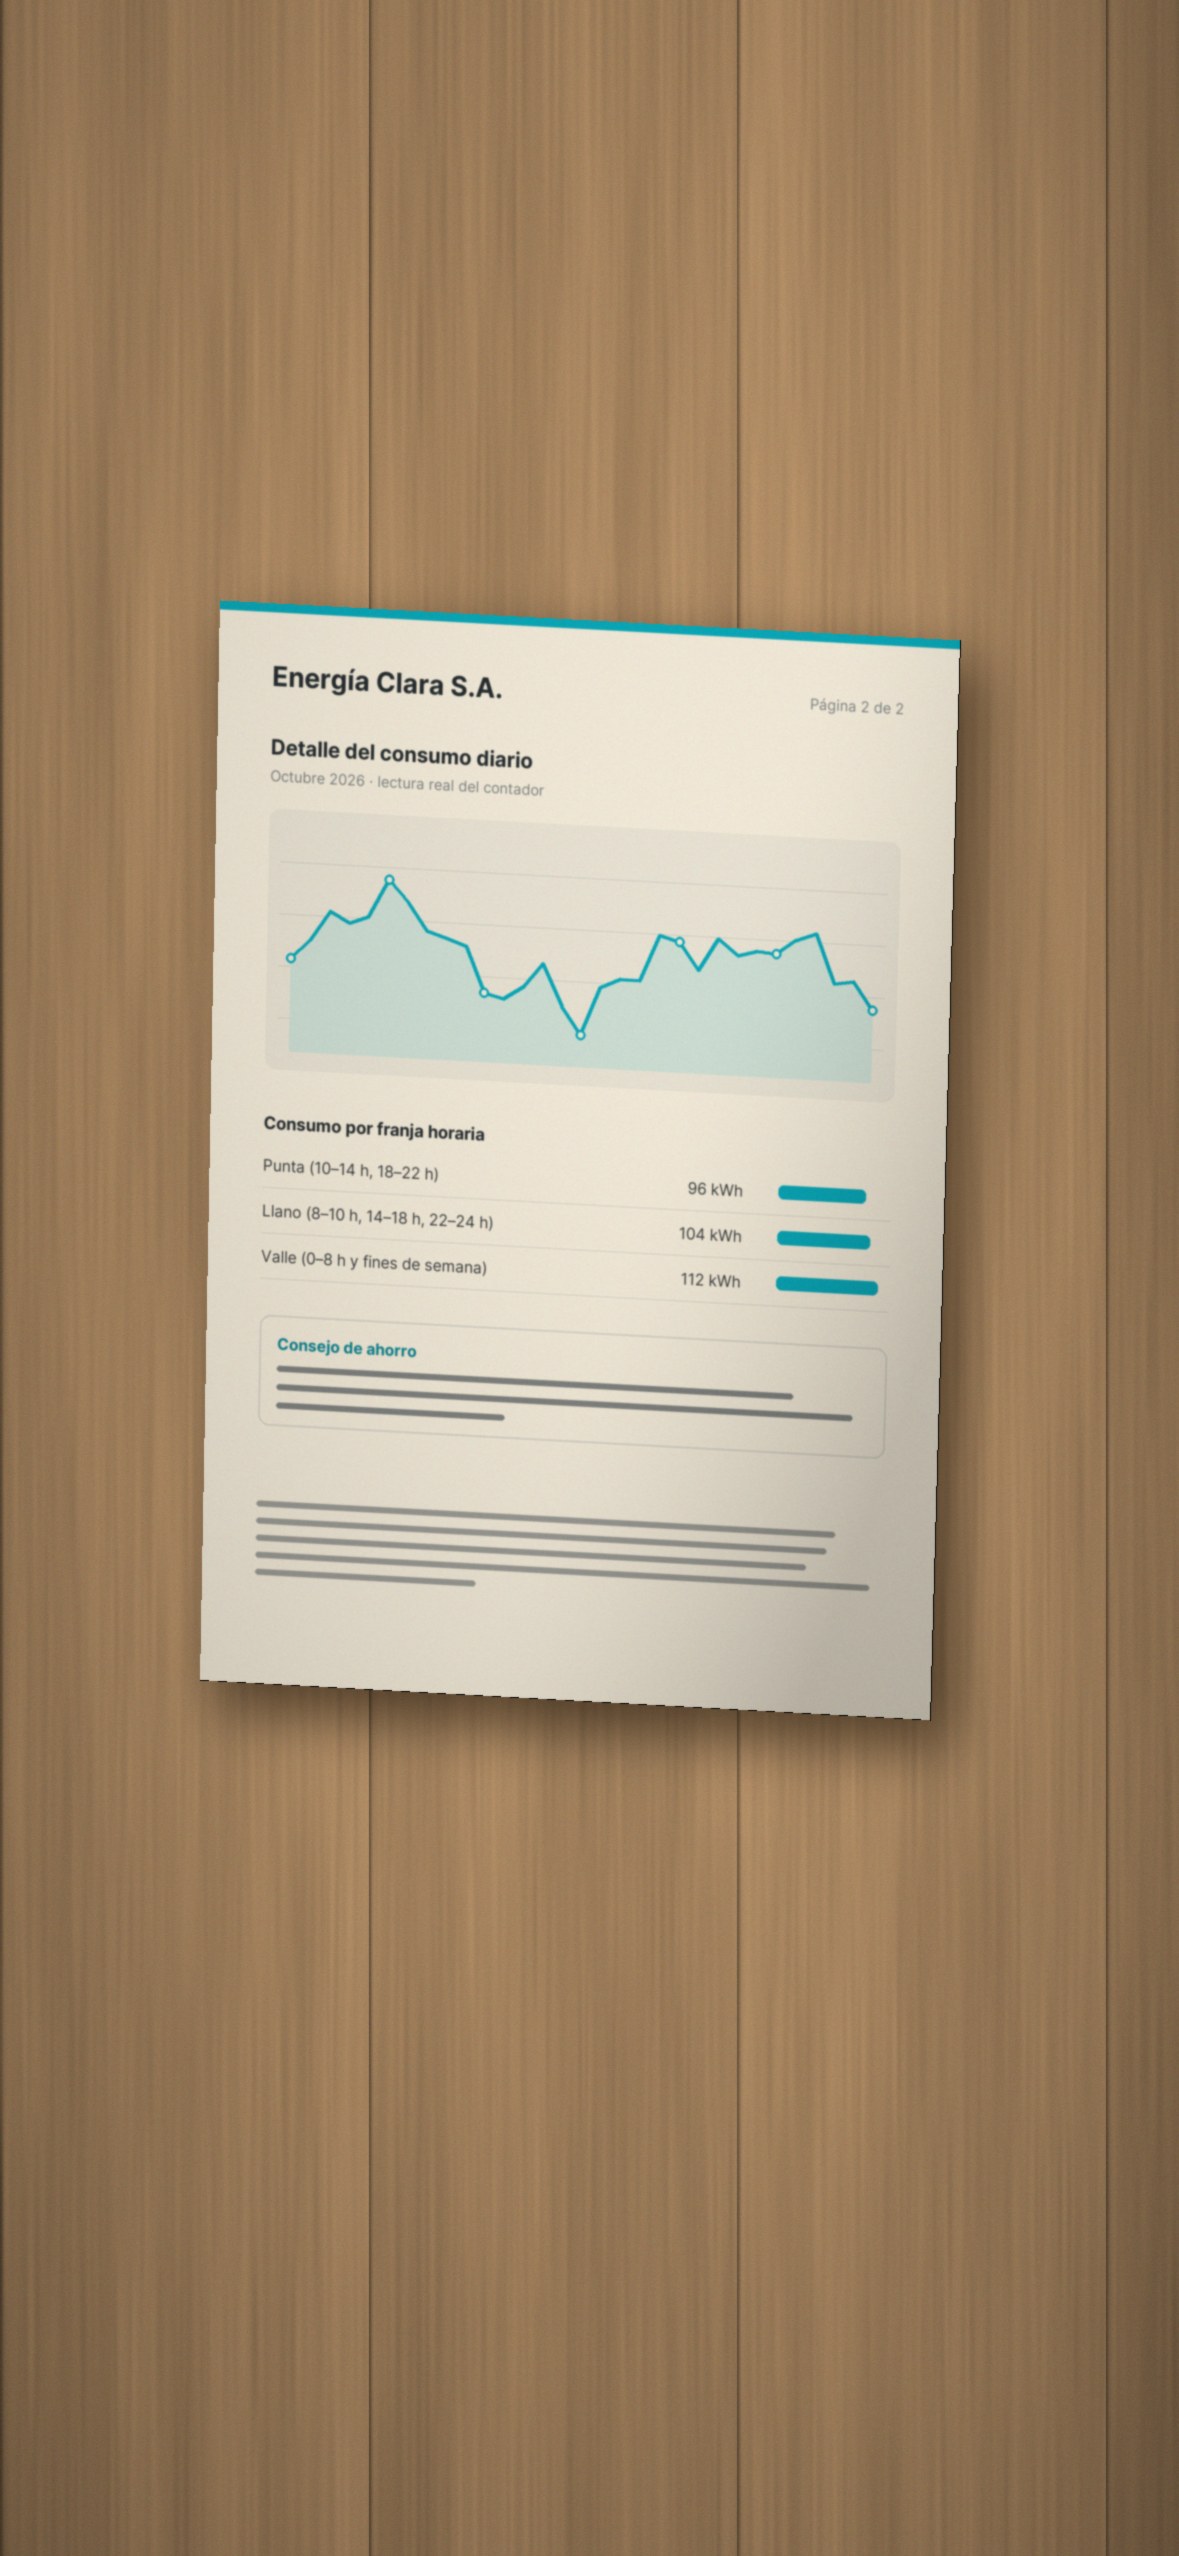 Energía Clara S.A.
Página 2 de 2
Detalle del consumo diario
Octubre 2026 · lectura real del contador
Consumo por franja horaria
Punta (10–14 h, 18–22 h) 96 kWh
Llano (8–10 h, 14–18 h, 22–24 h) 104 kWh
Valle (0–8 h y fines de semana) 112 kWh
Consejo de ahorro